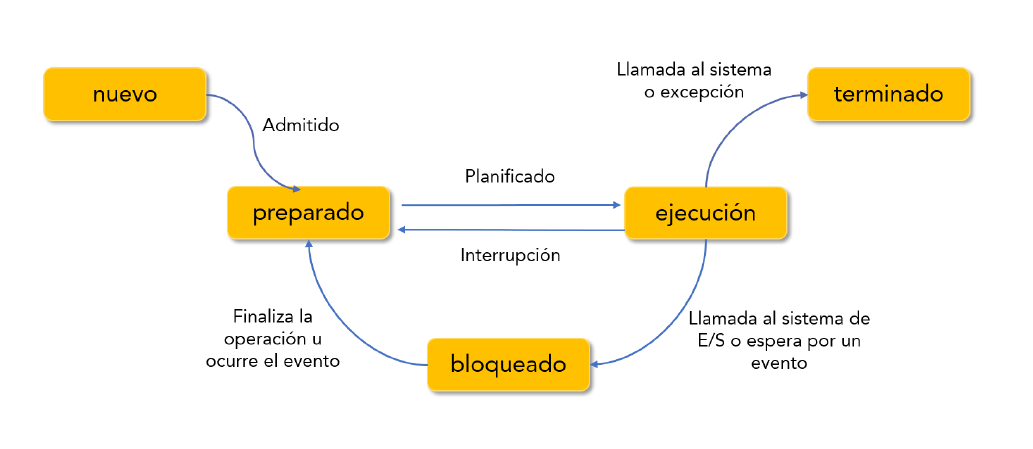 nuevo
Admitido
preparado
Planificado
Interrupción
ejecución
Llamada al sistema
o excepción
terminado
Finaliza la
operación u
ocurre el evento
bloqueado
Llamada al sistema de
E/S o espera por un
evento